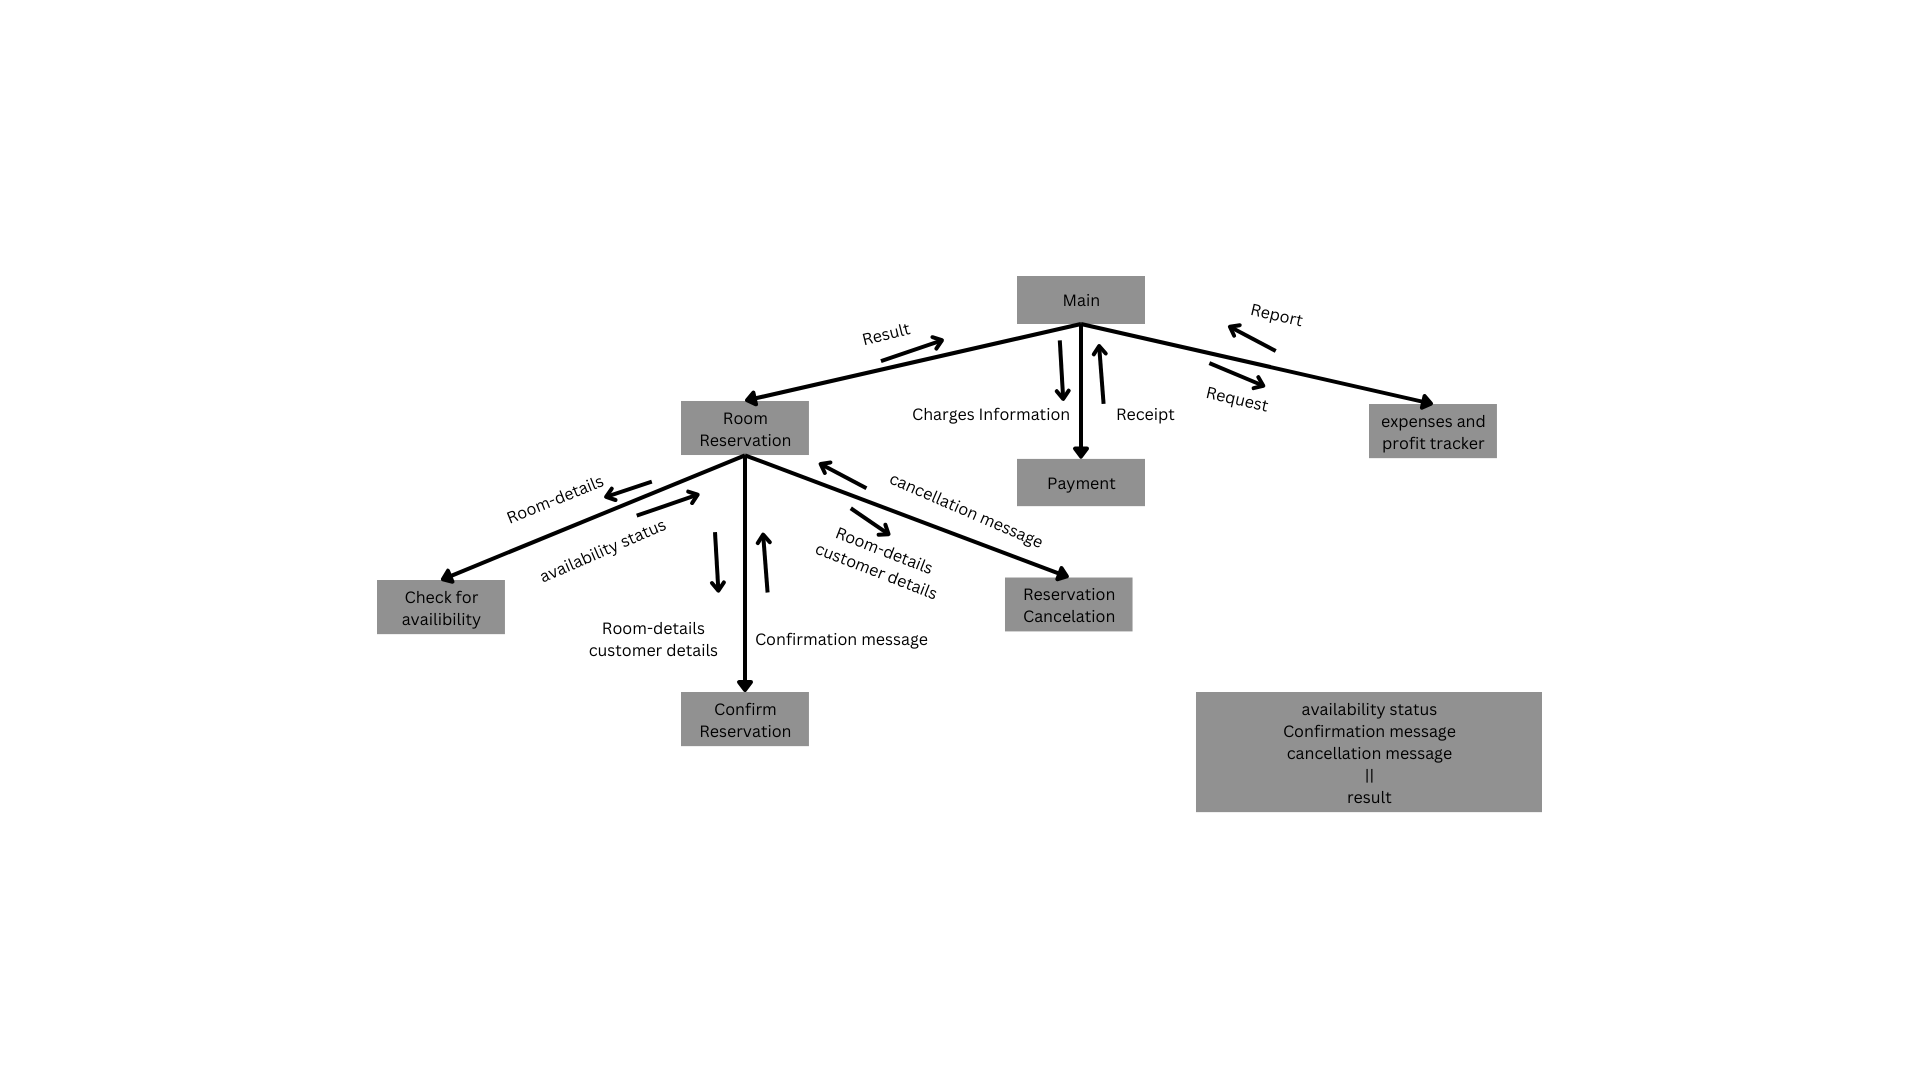 Main
Report
Result
Request
Charges Information
Receipt
Room
Reservation
expenses and
profit tracker
Payment
Room-details
availability status
cancellation message
Room-details
customer details
Check for
availibility
Reservation
Cancelation
Room-details
customer details
Confirmation message
Confirm
Reservation
availability status
Confirmation message
cancellation message
||
result